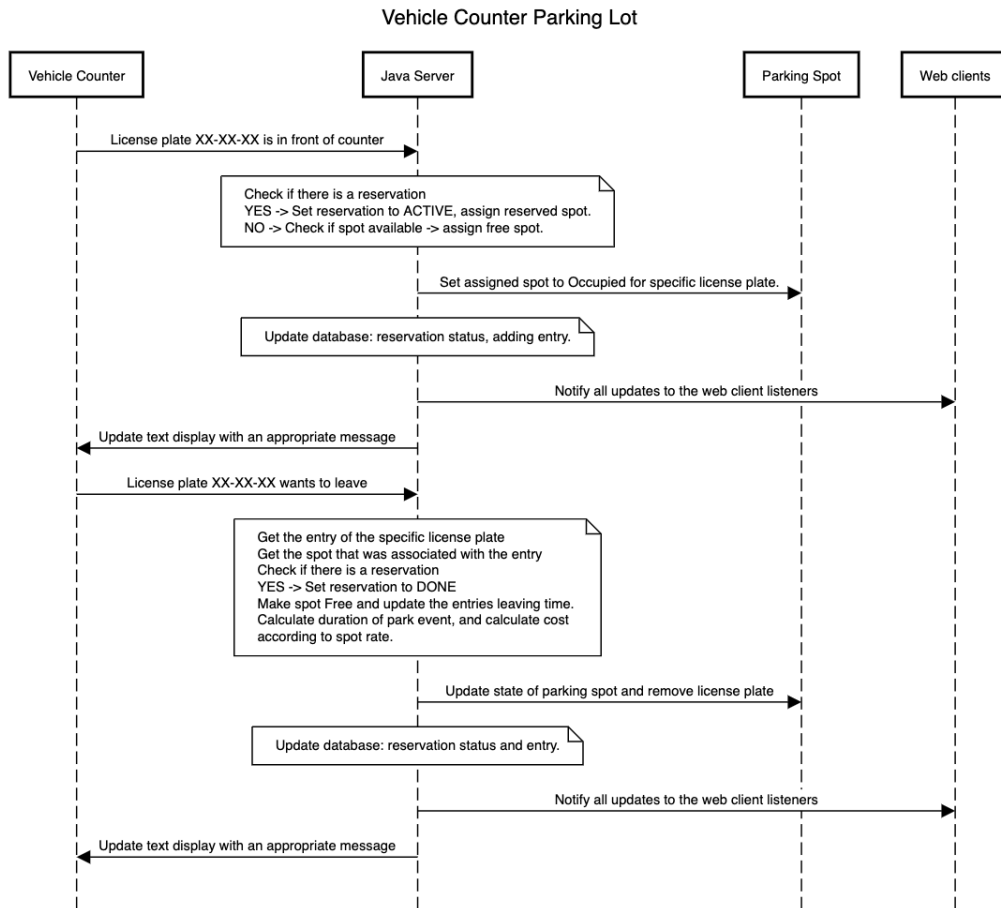 Vehicle Counter Parking Lot
Vehicle Counter
Java Server
Parking Spot
Web clients
License plate XX-XX-XX is in front of counter
Check if there is a reservation
YES -> Set reservation to ACTIVE, assign reserved spot.
NO -> Check if spot available -> assign free spot.
Set assigned spot to Occupied for specific license plate.
Update database: reservation status, adding entry.
Notify all updates to the web client listeners
Update text display with an appropriate message
License plate XX-XX-XX wants to leave
Get the entry of the specific license plate
Get the spot that was associated with the entry
Check if there is a reservation
YES -> Set reservation to DONE
Make spot Free and update the entries leaving time.
Calculate duration of park event, and calculate cost
according to spot rate.
Update state of parking spot and remove license plate
Update database: reservation status and entry.
Notify all updates to the web client listeners
Update text display with an appropriate message